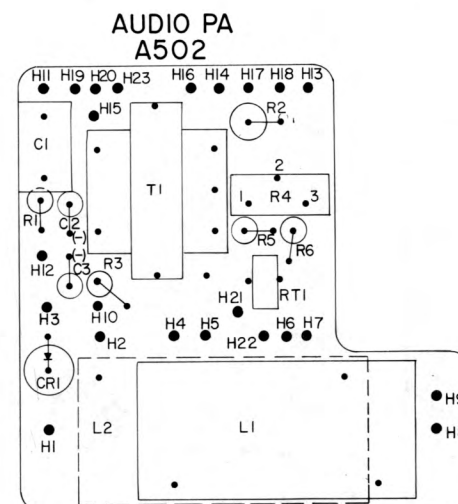 AUDIO PA
A502
H11 H19 H20 H23 H16 H14 H17 H18 H13
H15
R2
C1
T1
2
1 R4 3
R1
C2
(-)
R5
R6
(-)
H12
C3
R3
RT1
H3
H10
H21
H2
H4
H5
H22
H6
H7
CR1
H1
L2
L1